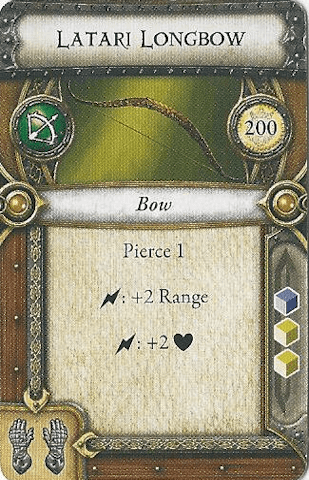 LATARI LONGBOW
200
Bow
Pierce 1
: +2 Range
: +2